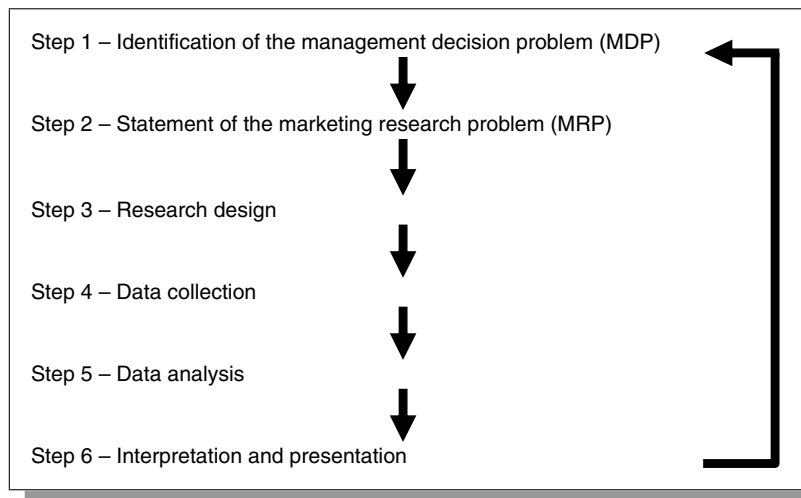 Step 1 – Identification of the management decision problem (MDP)
Step 2 – Statement of the marketing research problem (MRP)
Step 3 – Research design
Step 4 – Data collection
Step 5 – Data analysis
Step 6 – Interpretation and presentation